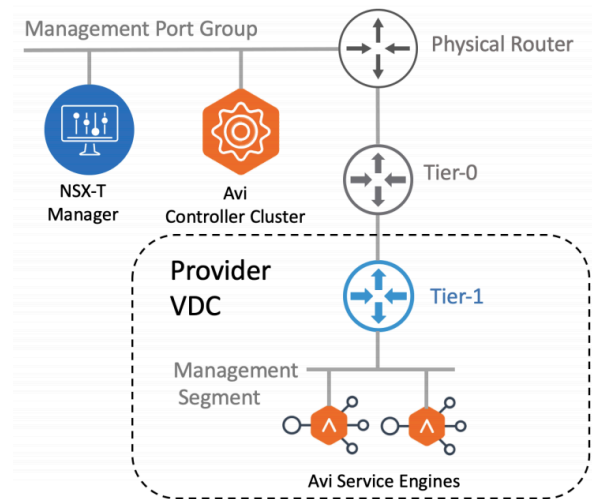 Management Port Group
Physical Router
NSX-T
Manager
Avi
Controller Cluster
Tier-0
Provider
VDC
Tier-1
Management
Segment
Avi Service Engines